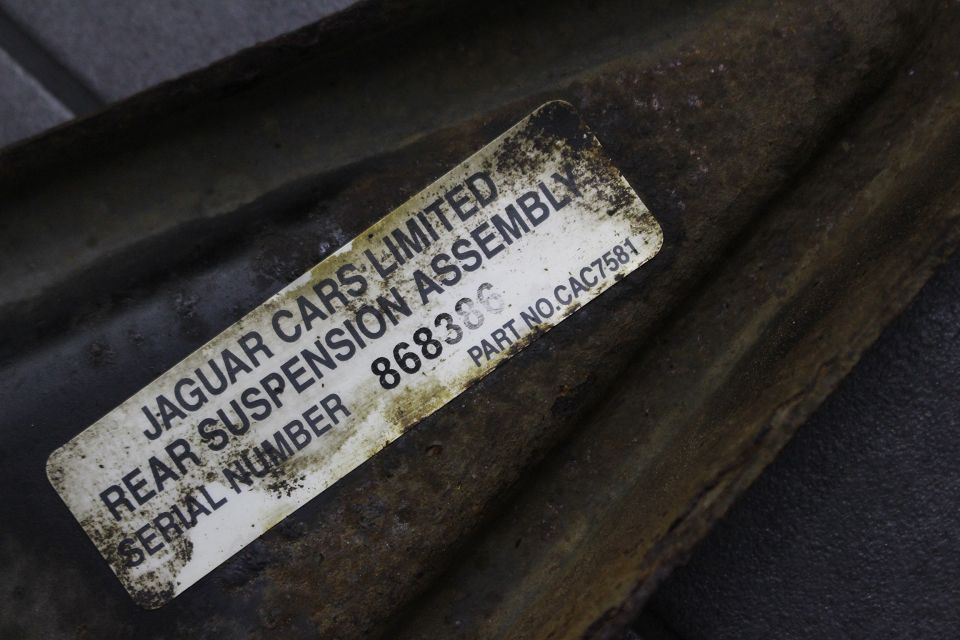 JAGUAR CARS LIMITED
REAR SUSPENSION ASSEMBLY
SERIAL NUMBER 868386
PART NO.CAC7581